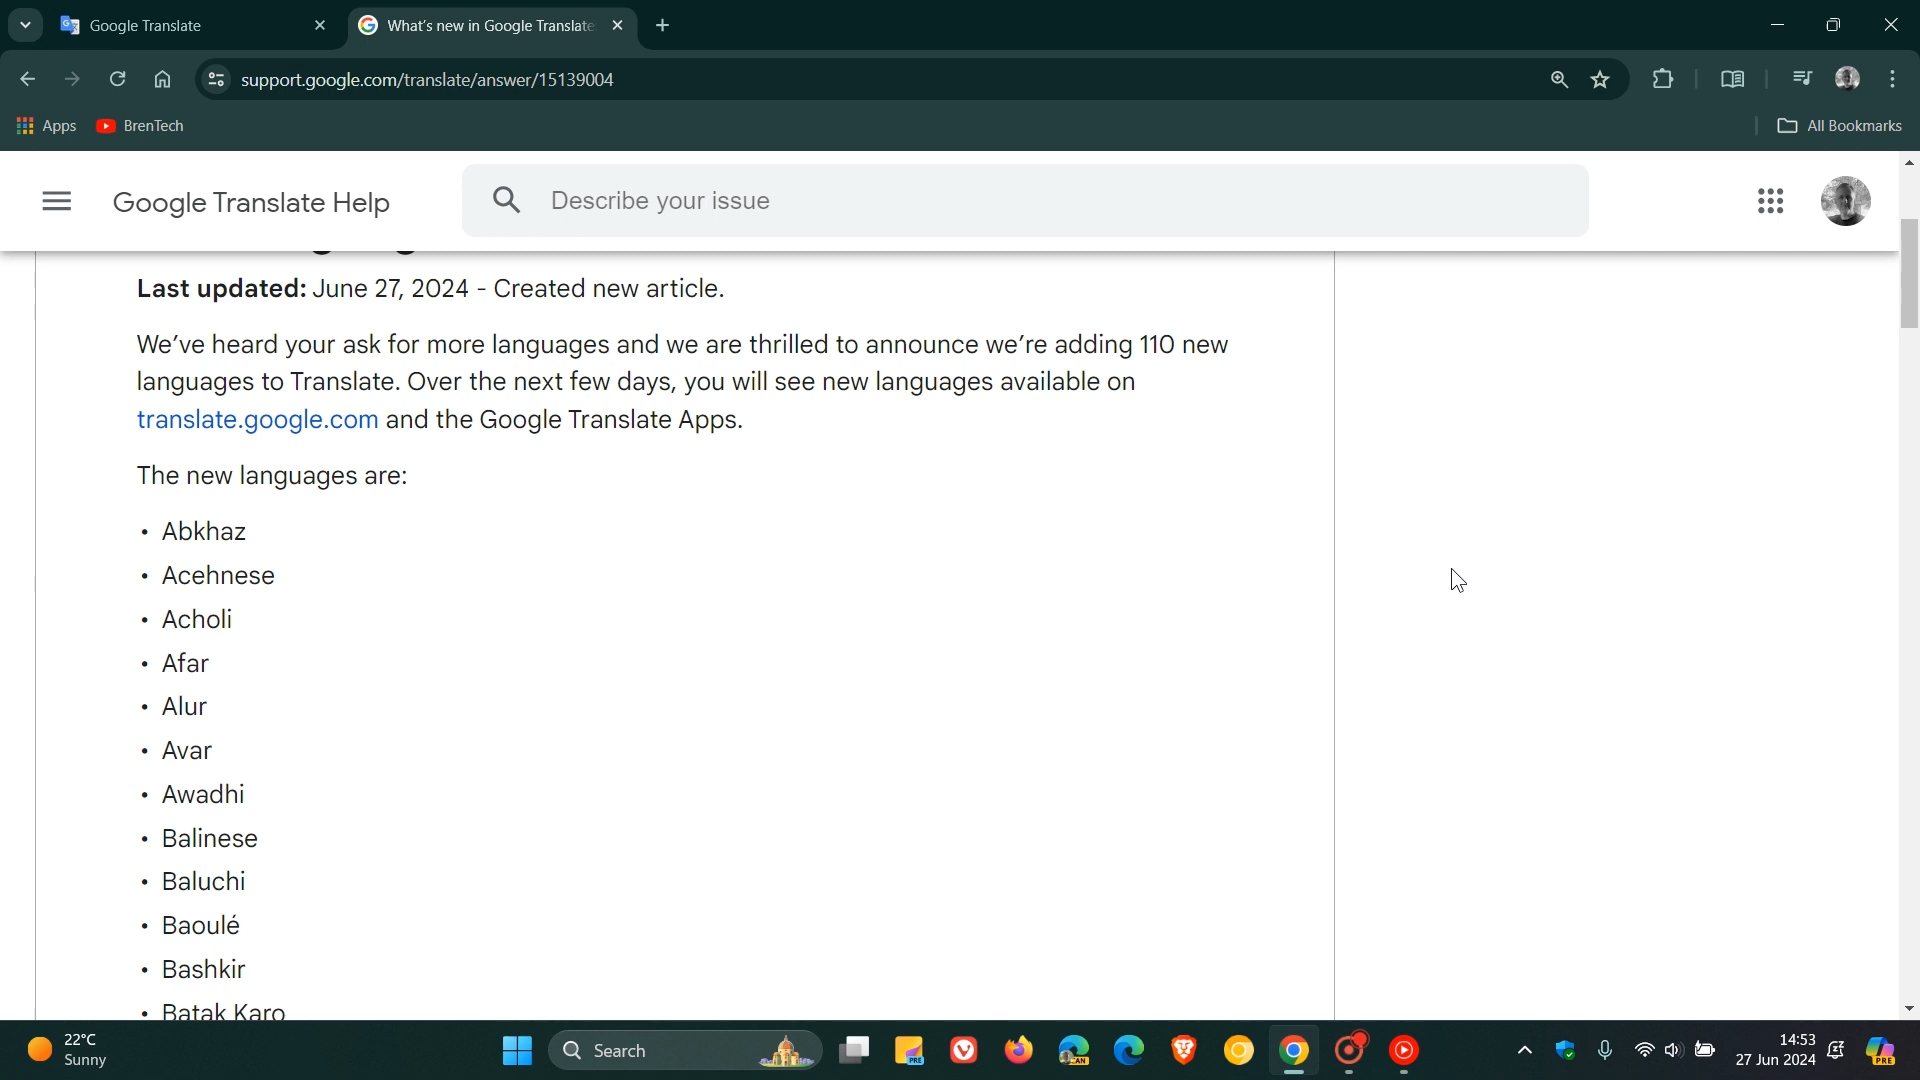 Google Translate
What's new in Google Translate
support.google.com/translate/answer/15139004
Apps
BrenTech
All Bookmarks
Google Translate Help
Describe your issue
Last updated: June 27, 2024 - Created new article.
We've heard your ask for more languages and we are thrilled to announce we're adding 110 new
languages to Translate. Over the next few days, you will see new languages available on
translate.google.com and the Google Translate Apps.
The new languages are:
• Abkhaz
• Acehnese
• Acholi
• Afar
• Alur
• Avar
• Awadhi
• Balinese
• Baluchi
• Baoulé
• Bashkir
• Batak Karo
22°C
Sunny
Search
PRE
CAN
14:53
27 Jun 2024
PRE